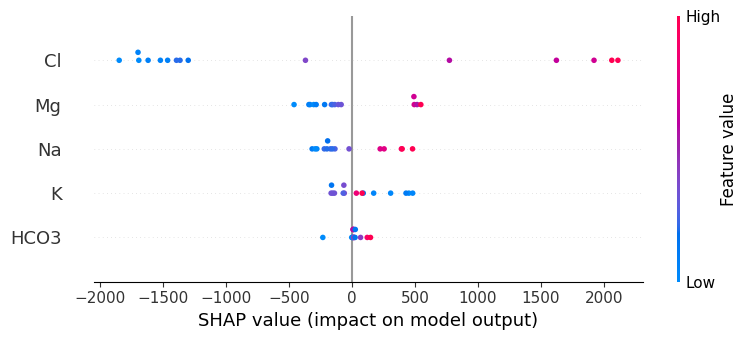 High
Cl
Mg
Na
K
HCO3
Feature value
Low
−2000 −1500 −1000 −500 0 500 1000 1500 2000
SHAP value (impact on model output)